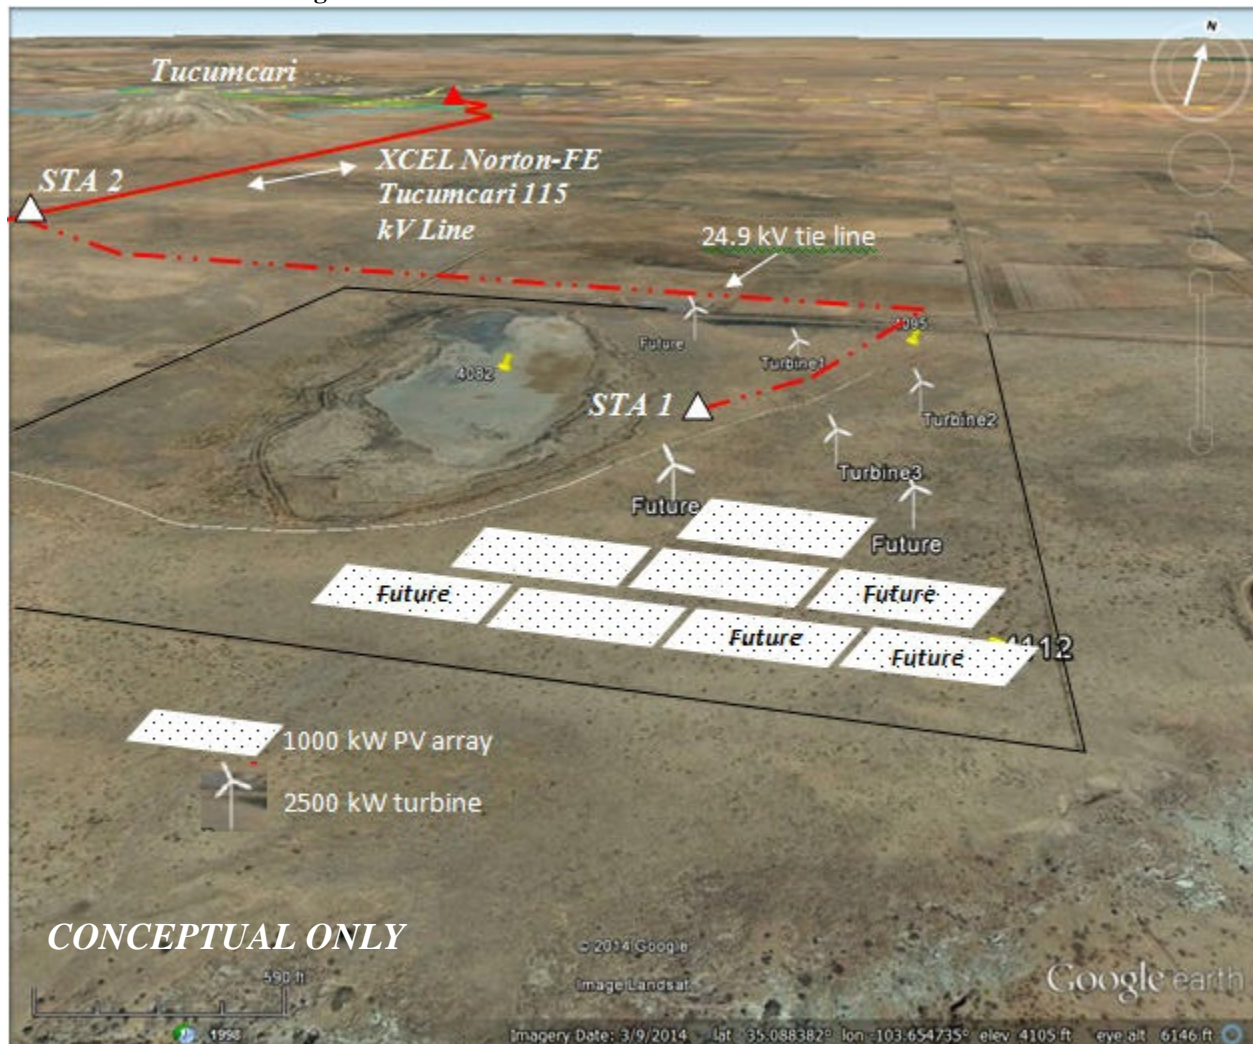 N
Tucumcari
XCEL Norton-FE
Tucumcari 115
kV Line
STA 2
24.9 kV tie line
4095
Future
Turbine1
4082
STA 1
Turbine2
Turbine3
Future
Future
Future
Future
Future
Future
4112
1000 kW PV array
2500 kW turbine
CONCEPTUAL ONLY
© 2014 Google
590 ft
Image Landsat
Google earth
1998
Imagery Date: 3/9/2014 lat 35.088382° lon -103.654735° elev 4105 ft eye alt 6146 ft